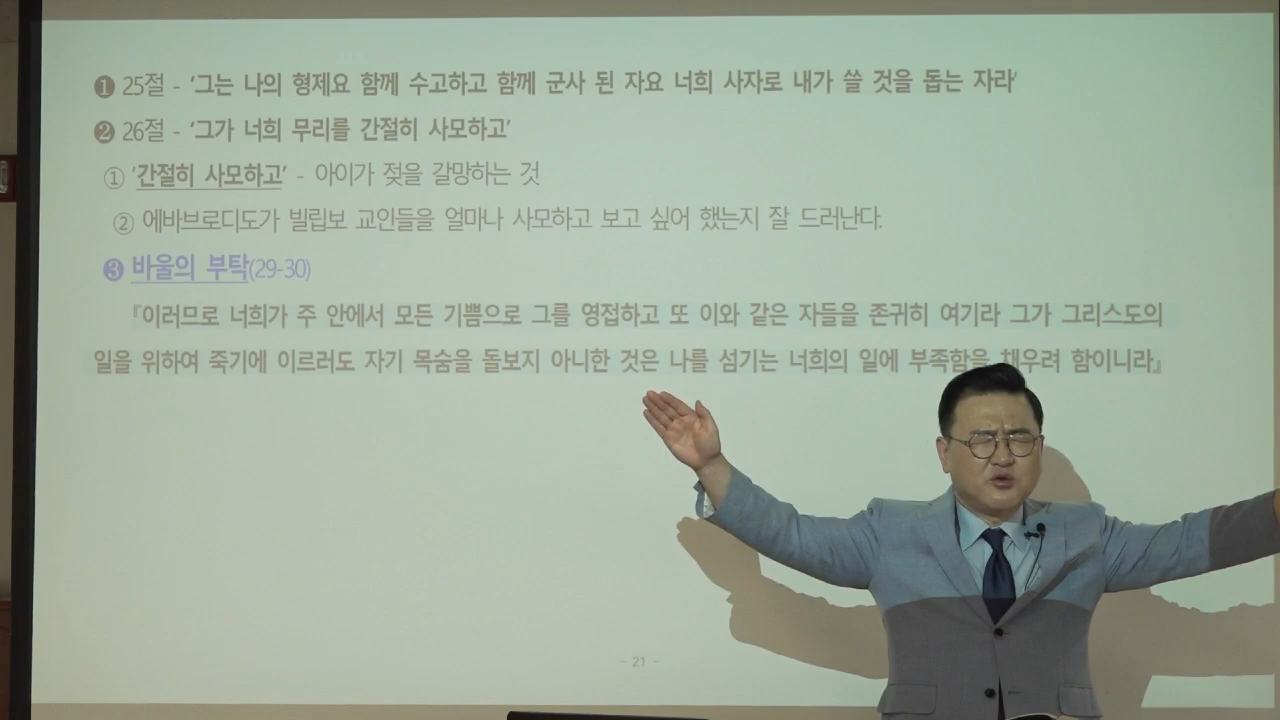 ❶ 25절 - '그는 나의 형제요 함께 수고하고 함께 군사 된 자요 너희 사자로 내가 쓸 것을 돕는 자라'
❷ 26절 - '그가 너희 무리를 간절히 사모하고'
① '간절히 사모하고' - 아이가 젖을 갈망하는 것
② 에바브로디도가 빌립보 교인들을 얼마나 사모하고 보고 싶어 했는지 잘 드러난다.
❸ 바울의 부탁(29-30)
『이러므로 너희가 주 안에서 모든 기쁨으로 그를 영접하고 또 이와 같은 자들을 존귀히 여기라 그가 그리스도의
일을 위하여 죽기에 이르러도 자기 목숨을 돌보지 아니한 것은 나를 섬기는 너희의 일에 부족함을 채우려 함이니라』
- 21 -